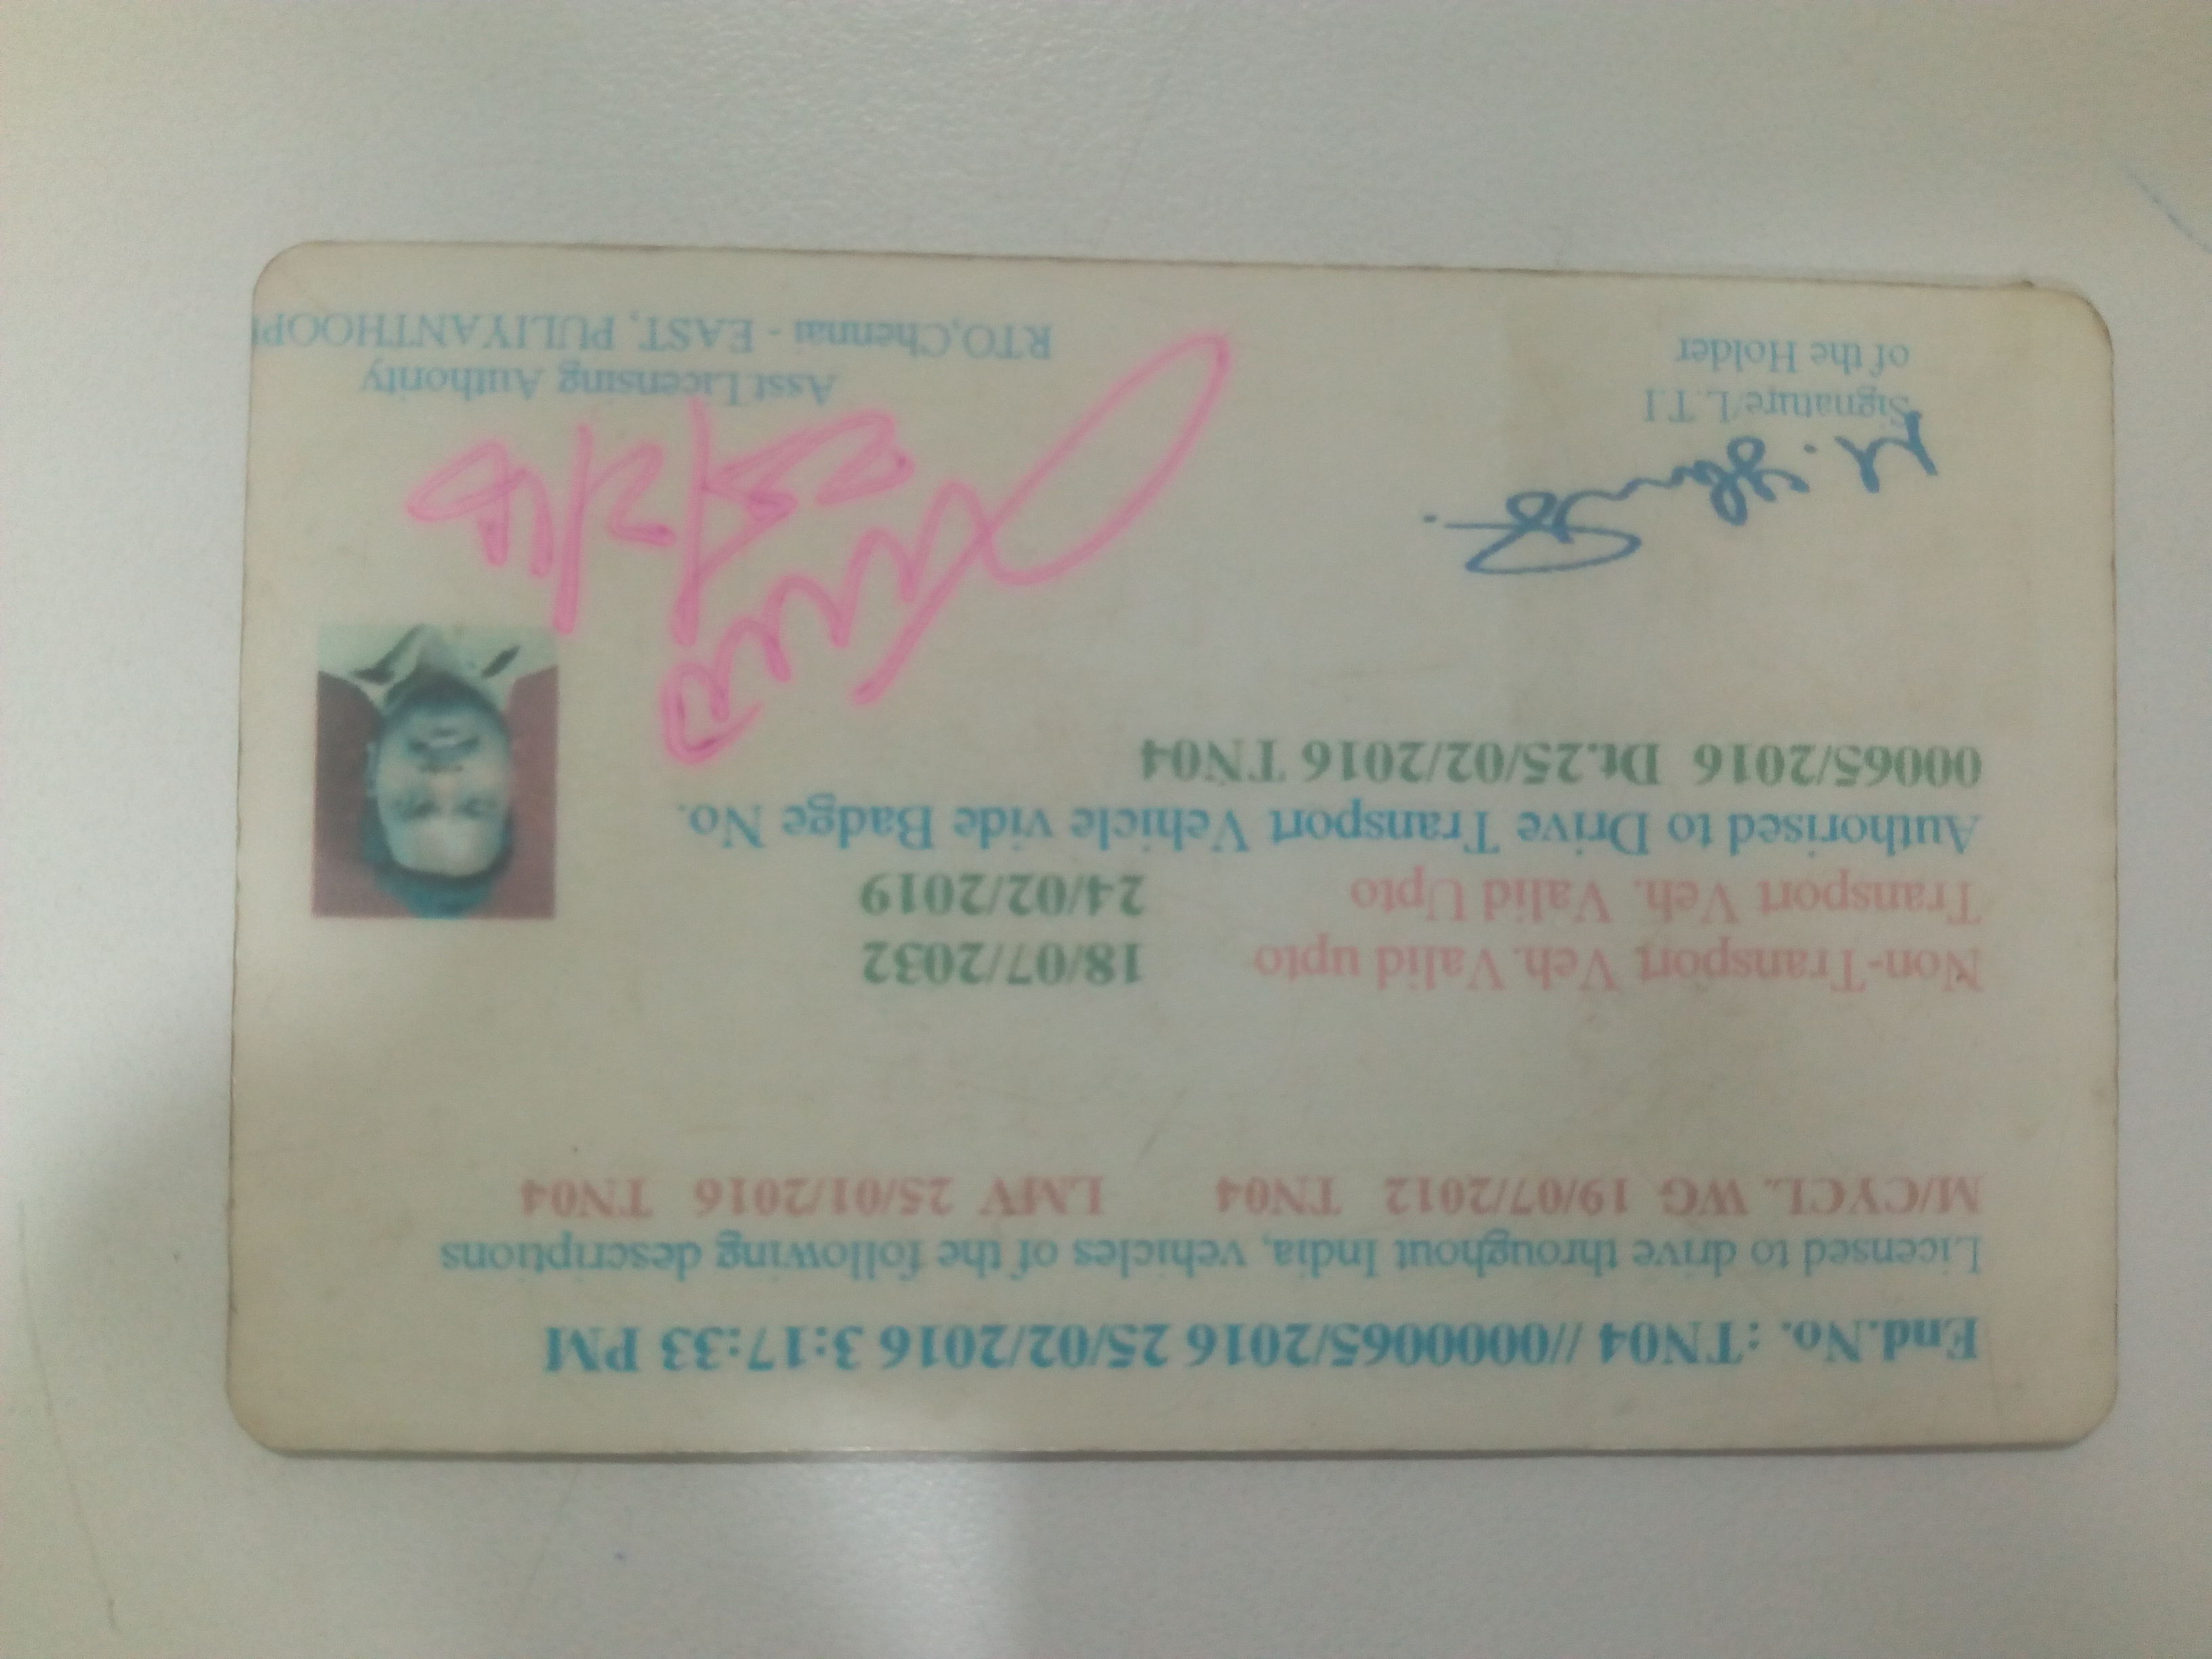 End.No. :TN04 //0000065/2016 25/02/2016 3:17:33 PM
Licensed to drive throughout India, vehicles of the following descriptions
M/CYCL. WG 19/07/2012 TN04 LMV 25/01/2016 TN04
Non-Transport Veh. Valid upto 18/07/2032
Transport Veh. Valid Upto 24/02/2019
Authorised to Drive Transport Vehicle vide Badge No.
00065/2016 Dt.25/02/2016 TN04
Signature/L.T.I
of the Holder
Asst.Licensing Authority
RTO,Chennai - EAST, PULIYANTHOOP